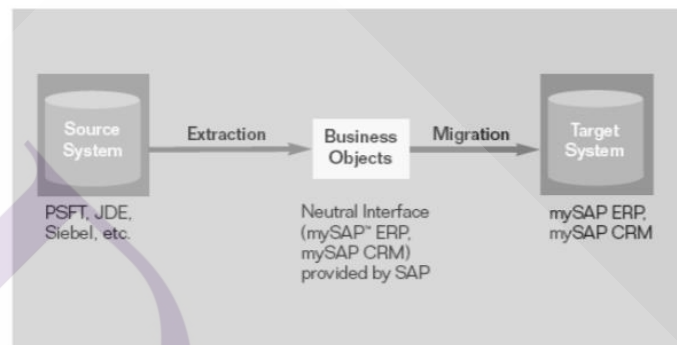 Source
System
Extraction
Business
Objects
Migration
Target
System
PSFT, JDE,
Siebel, etc.
Neutral Interface
(mySAP™ ERP,
mySAP CRM)
provided by SAP
mySAP ERP,
mySAP CRM